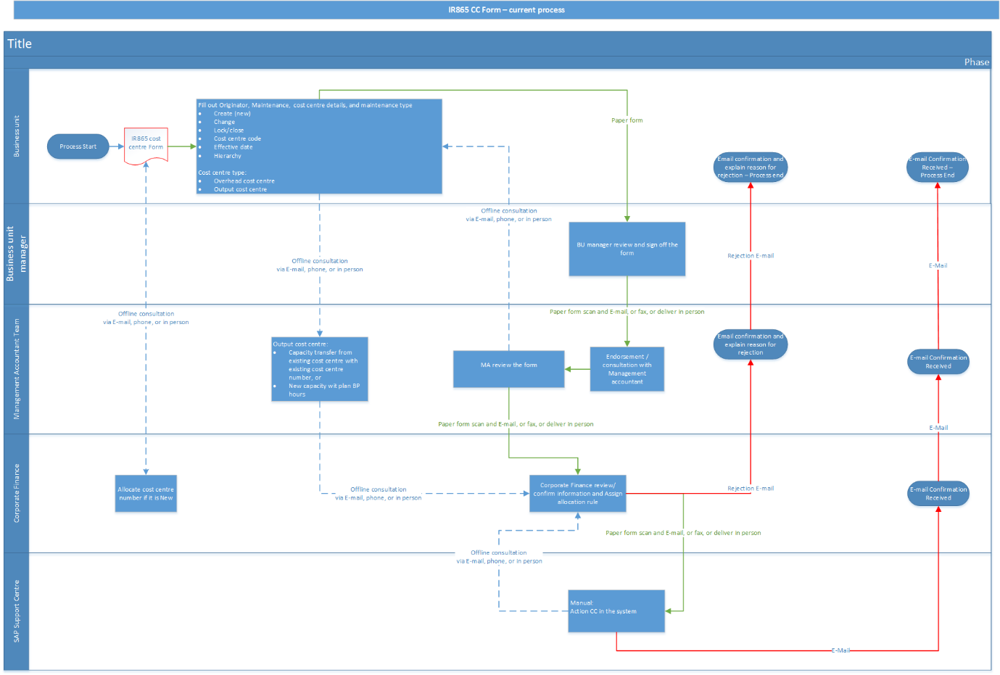 IR865 CC Form – current process
Title
Phase
Business unit
Process Start
IR865 cost
centre Form
Fill out Originator, Maintenance, cost centre details, and maintenance type
• Create (new)
• Change
• Lock/close
• Cost centre code
• Effective date
• Hierarchy
Cost centre type:
• Overhead cost centre
• Output cost centre
Paper form
Email confirmation and
explain reason for
rejection – Process end
E-mail Confirmation
Received –
Process End
Business unit
manager
Offline consultation
via E-mail, phone, or in person
Offline consultation
via E-mail, phone, or in person
BU manager review and sign off the
form
Rejection E-mail
E-Mail
Management Accountant Team
Offline consultation
via E-mail, phone, or in person
Paper form scan and E-mail, or fax, or deliver in person
Output cost centre:
• Capacity transfer from
existing cost centre with
existing cost centre
number, or
• New capacity wit plan BP
hours
MA review the form
Endorsement /
consultation with
Management
accountant
Email confirmation and
explain reason for
rejection
E-mail Confirmation
Received
Paper form scan and E-mail, or fax, or deliver in person
E-Mail
Corporate Finance
Allocate cost centre
number if it is New
Offline consultation
via E-mail, phone, or in person
Corporate Finance review/
confirm information and Assign
allocation rule
Rejection E-mail
E-mail Confirmation
Received
Paper form scan and E-mail, or fax, or deliver in person
SAP Support Centre
Offline consultation
via E-mail, phone, or in person
Manual:
Action CC in the system
E-Mail